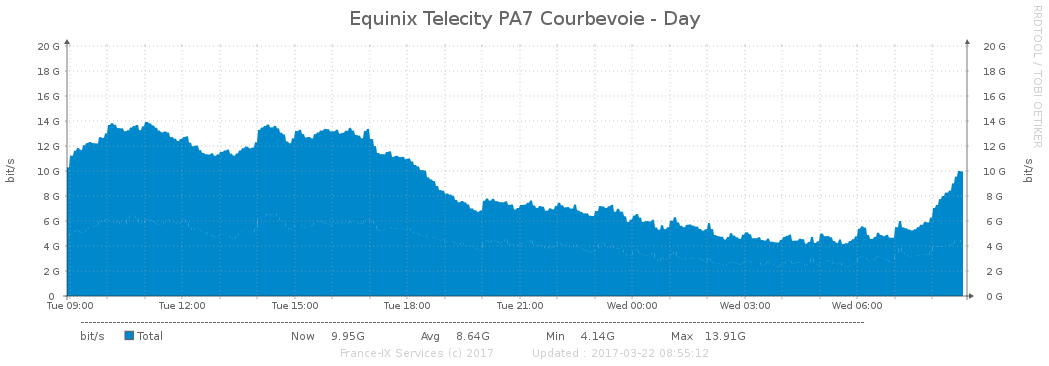 Equinix Telecity PA7 Courbevoie - Day
RRDTOOL / TOBI OETIKER
20 G 20 G
18 G 18 G
16 G 16 G
14 G 14 G
12 G 12 G
10 G 10 G
8 G 8 G
6 G 6 G
4 G 4 G
2 G 2 G
0 0 G
bit/s bit/s
Tue 09:00 Tue 12:00 Tue 15:00 Tue 18:00 Tue 21:00 Wed 00:00 Wed 03:00 Wed 06:00
bit/s Total Now 9.95G Avg 8.64G Min 4.14G Max 13.91G
France-IX Services (c) 2017 Updated : 2017-03-22 08:55:12